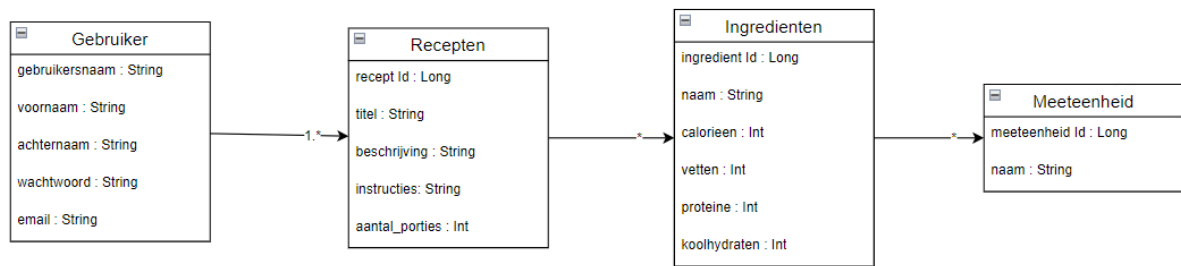 Gebruiker
gebruikersnaam : String
voornaam : String
achternaam : String
wachtwoord : String
email : String
1.*
Recepten
recept Id : Long
titel : String
beschrijving : String
instructies: String
aantal_porties : Int
*
Ingredienten
ingredient Id : Long
naam : String
calorieen : Int
vetten : Int
proteine : Int
koolhydraten : Int
*
Meeteenheid
meeteenheid Id : Long
naam : String